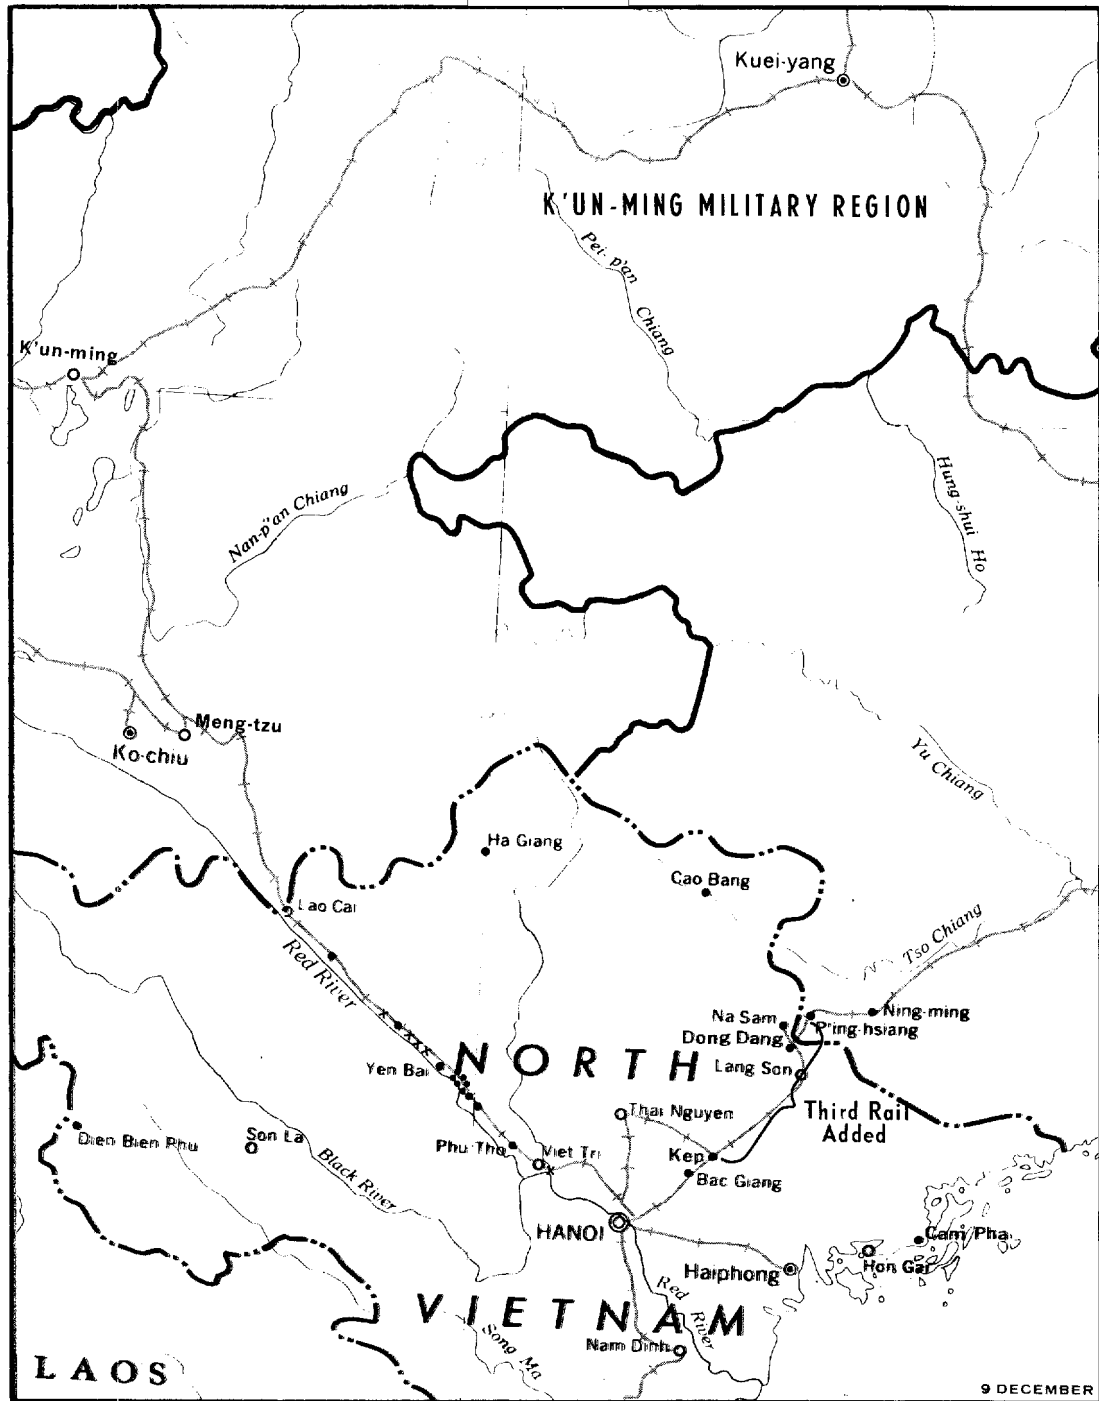 Kuei-yang
K'UN-MING MILITARY REGION
Pei-p'an
Chiang
K'un-ming
Hung-shui Ho
Nan-p'an Chiang
Meng-tzu
Ko-chiu
Yu Chiang
Ha Giang
Cao Bang
Lao Cai
Tso Chiang
Red River
Na Sam
Ning-ming
P'ing-hsiang
Dong Dang
NORTH
Yen Bai
Lang Son
Thai Nguyen
Third Rail
Added
Dien Bien Phu
Son La
Phu Tho
Viet Tri
Kep
Black River
Bac Giang
HANOI
Cam Pha
Haiphong
Hon Gai
Red River
VIETNAM
Song Ma
Nam Dinh
LAOS
9 DECEMBER